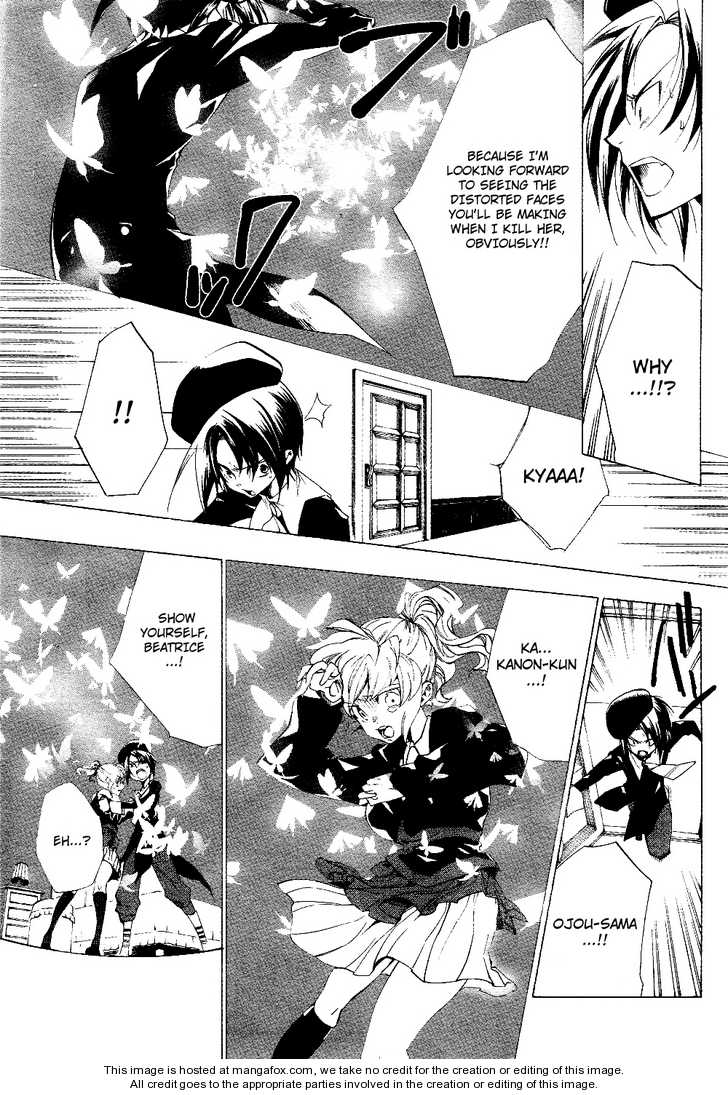 WHY
...!!?
BECAUSE I'M
LOOKING FORWARD
TO SEEING THE
DISTORTED FACES
YOU'LL BE MAKING
WHEN I KILL HER,
OBVIOUSLY!!
KYAAA!
!!
OJOU-SAMA
...!!
KA...
KANON-KUN
...!
SHOW
YOURSELF,
BEATRICE
...!
EH...?
This image is hosted at mangafox.com, we take no credit for the creation or editing of this image.
All credit goes to the appropriate parties involved in the creation or editing of this image.